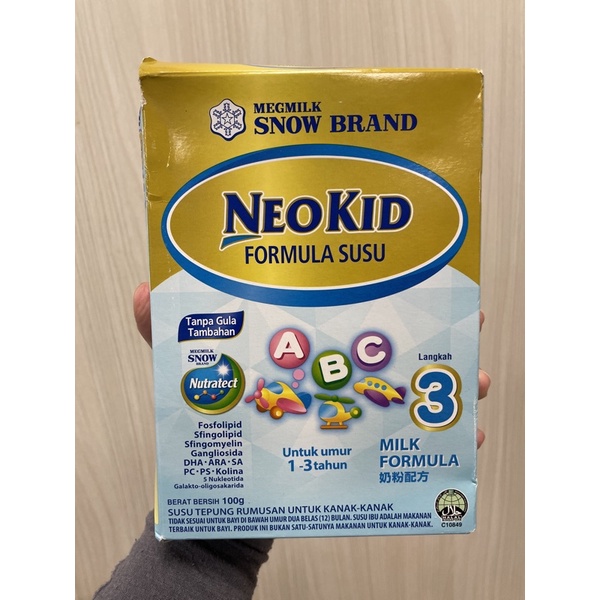 MEGMILK
SNOW BRAND
NEOKID
FORMULA SUSU
Tanpa Gula
Tambahan
MEGMILK
SNOW
BRAND
Nutratect
Fosfolipid
Sfingolipid
Sfingomyelin
Gangliosida
DHA・ARA・SA
PC・PS・Kolina
5 Nukleotida
Galakto-oligosakarida
A B C
Untuk umur
1-3 tahun
Langkah
3
MILK
FORMULA
奶粉配方
BERAT BERSIH 100g
SUSU TEPUNG RUMUSAN UNTUK KANAK-KANAK
TIDAK SESUAI UNTUK BAYI DI BAWAH UMUR DUA BELAS (12) BULAN. SUSU IBU ADALAH MAKANAN
TERBAIK UNTUK BAYI. PRODUK INI BUKAN SATU-SATUNYA MAKANAN UNTUK KANAK-KANAK.
C10849